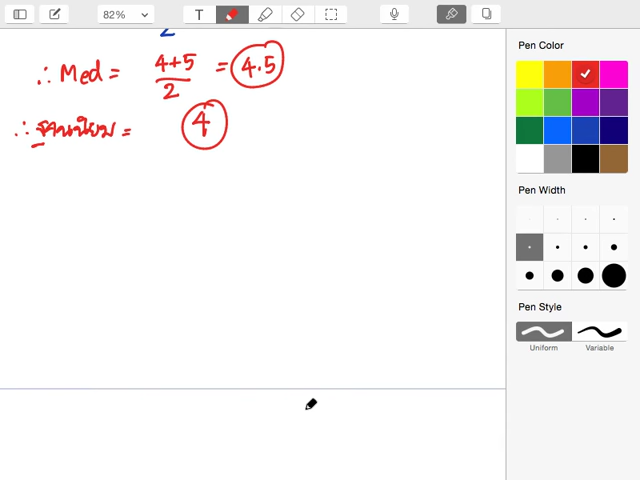 82%
T
2
∴ Med = 4+5/2 = 4.5
∴ ฐานนิยม = 4
Pen Color
Pen Width
Pen Style
Uniform Variable